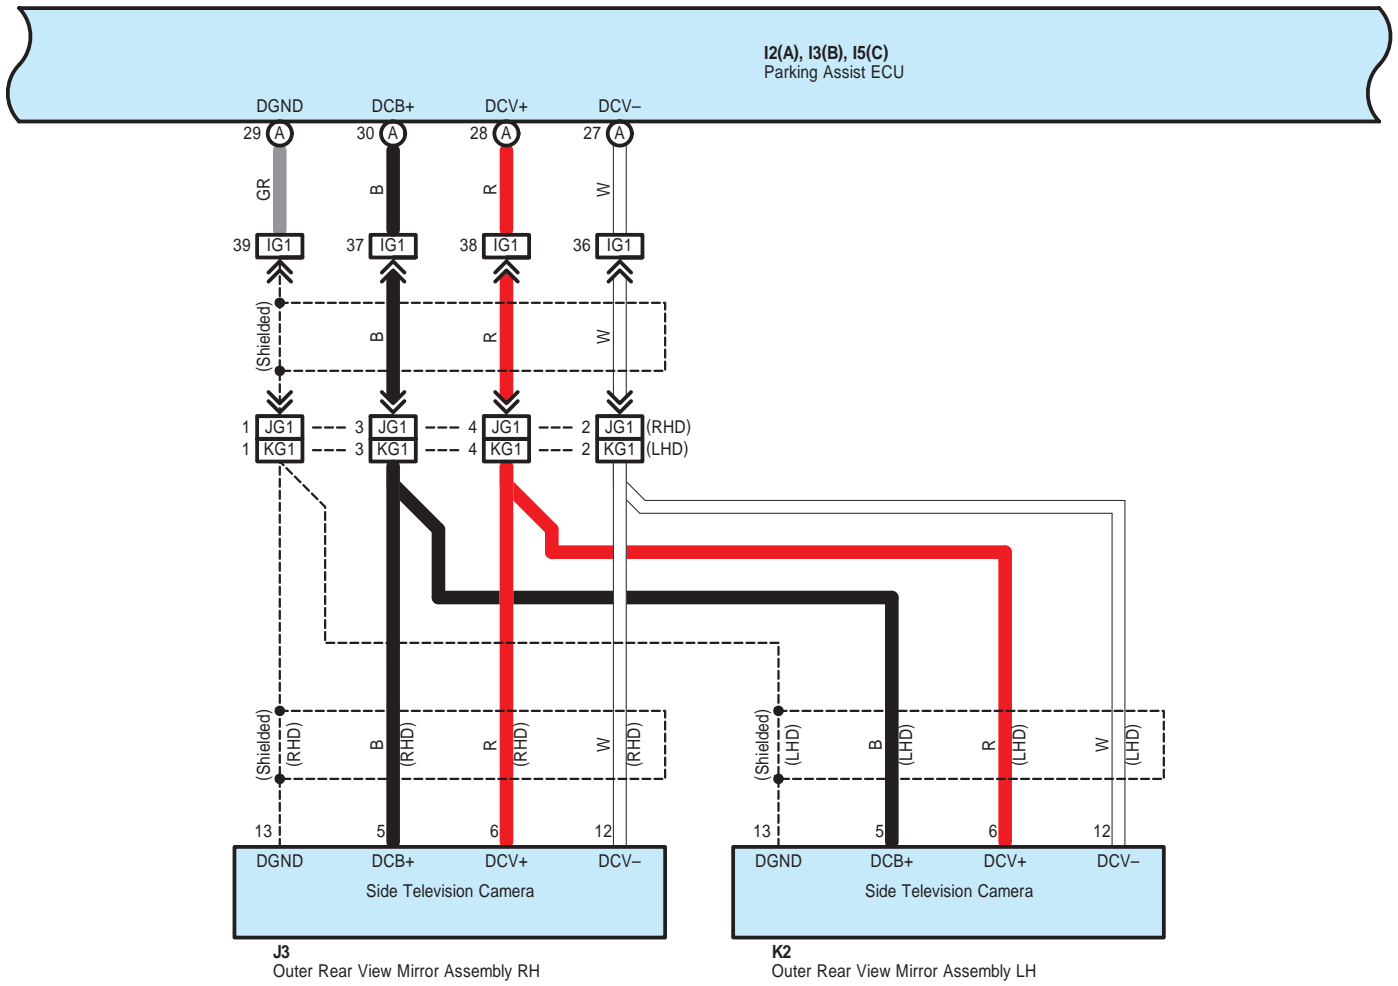 I2(A), I3(B), I5(C)
Parking Assist ECU
DGND DCB+ DCV+ DCV–
29 A 30 A 28 A 27 A
GR B R W
39 IG1 37 IG1 38 IG1 36 IG1
(Shielded) B R W
1 JG1 3 JG1 4 JG1 2 JG1 (RHD)
1 KG1 3 KG1 4 KG1 2 KG1 (LHD)
(Shielded) (RHD) B (RHD) R (RHD) W (RHD) (Shielded) (LHD) B (LHD) R (LHD) W (LHD)
13 5 6 12 13 5 6 12
DGND DCB+ DCV+ DCV– DGND DCB+ DCV+ DCV–
Side Television Camera Side Television Camera
J3 K2
Outer Rear View Mirror Assembly RH Outer Rear View Mirror Assembly LH